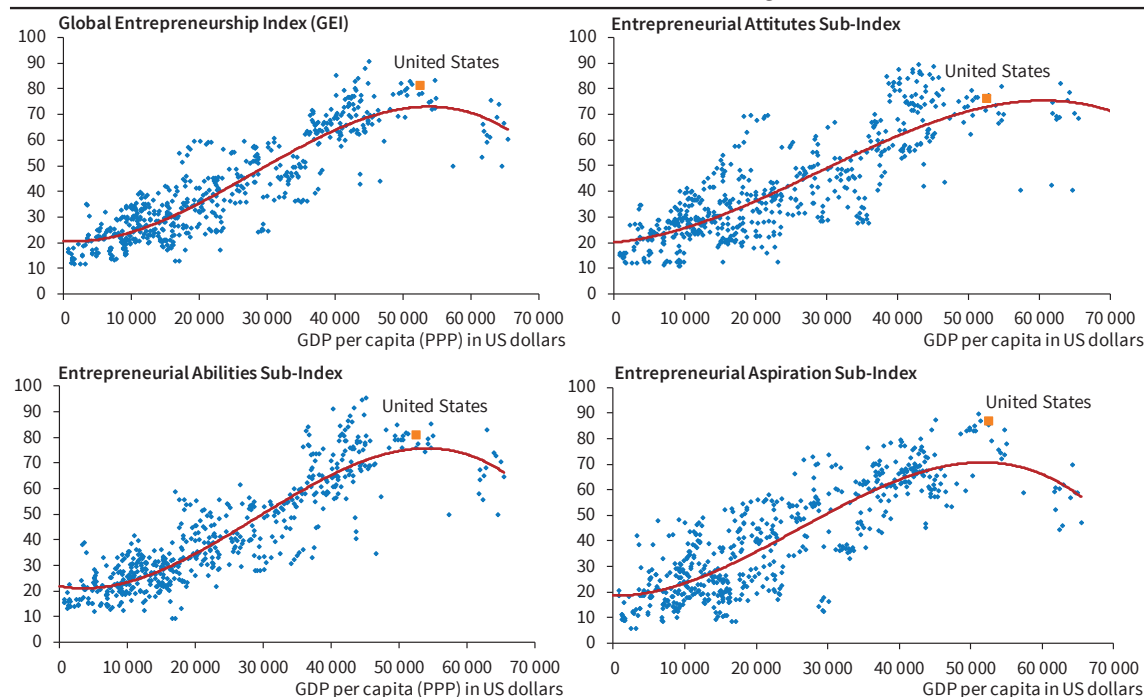 Global Entrepreneurship Index (GEI)
100
90
80
70
60
50
40
30
20
10
0
United States
0 10 000 20 000 30 000 40 000 50 000 60 000 70 000
GDP per capita (PPP) in US dollars
Entrepreneurial Attitutes Sub-Index
100
90
80
70
60
50
40
30
20
10
0
United States
0 10 000 20 000 30 000 40 000 50 000 60 000 70 000
GDP per capita in US dollars
Entrepreneurial Abilities Sub-Index
100
90
80
70
60
50
40
30
20
10
0
United States
0 10 000 20 000 30 000 40 000 50 000 60 000 70 000
GDP per capita (PPP) in US dollars
Entrepreneurial Aspiration Sub-Index
100
90
80
70
60
50
40
30
20
10
0
United States
0 10 000 20 000 30 000 40 000 50 000 60 000 70 000
GDP per capita (PPP) in US dollars